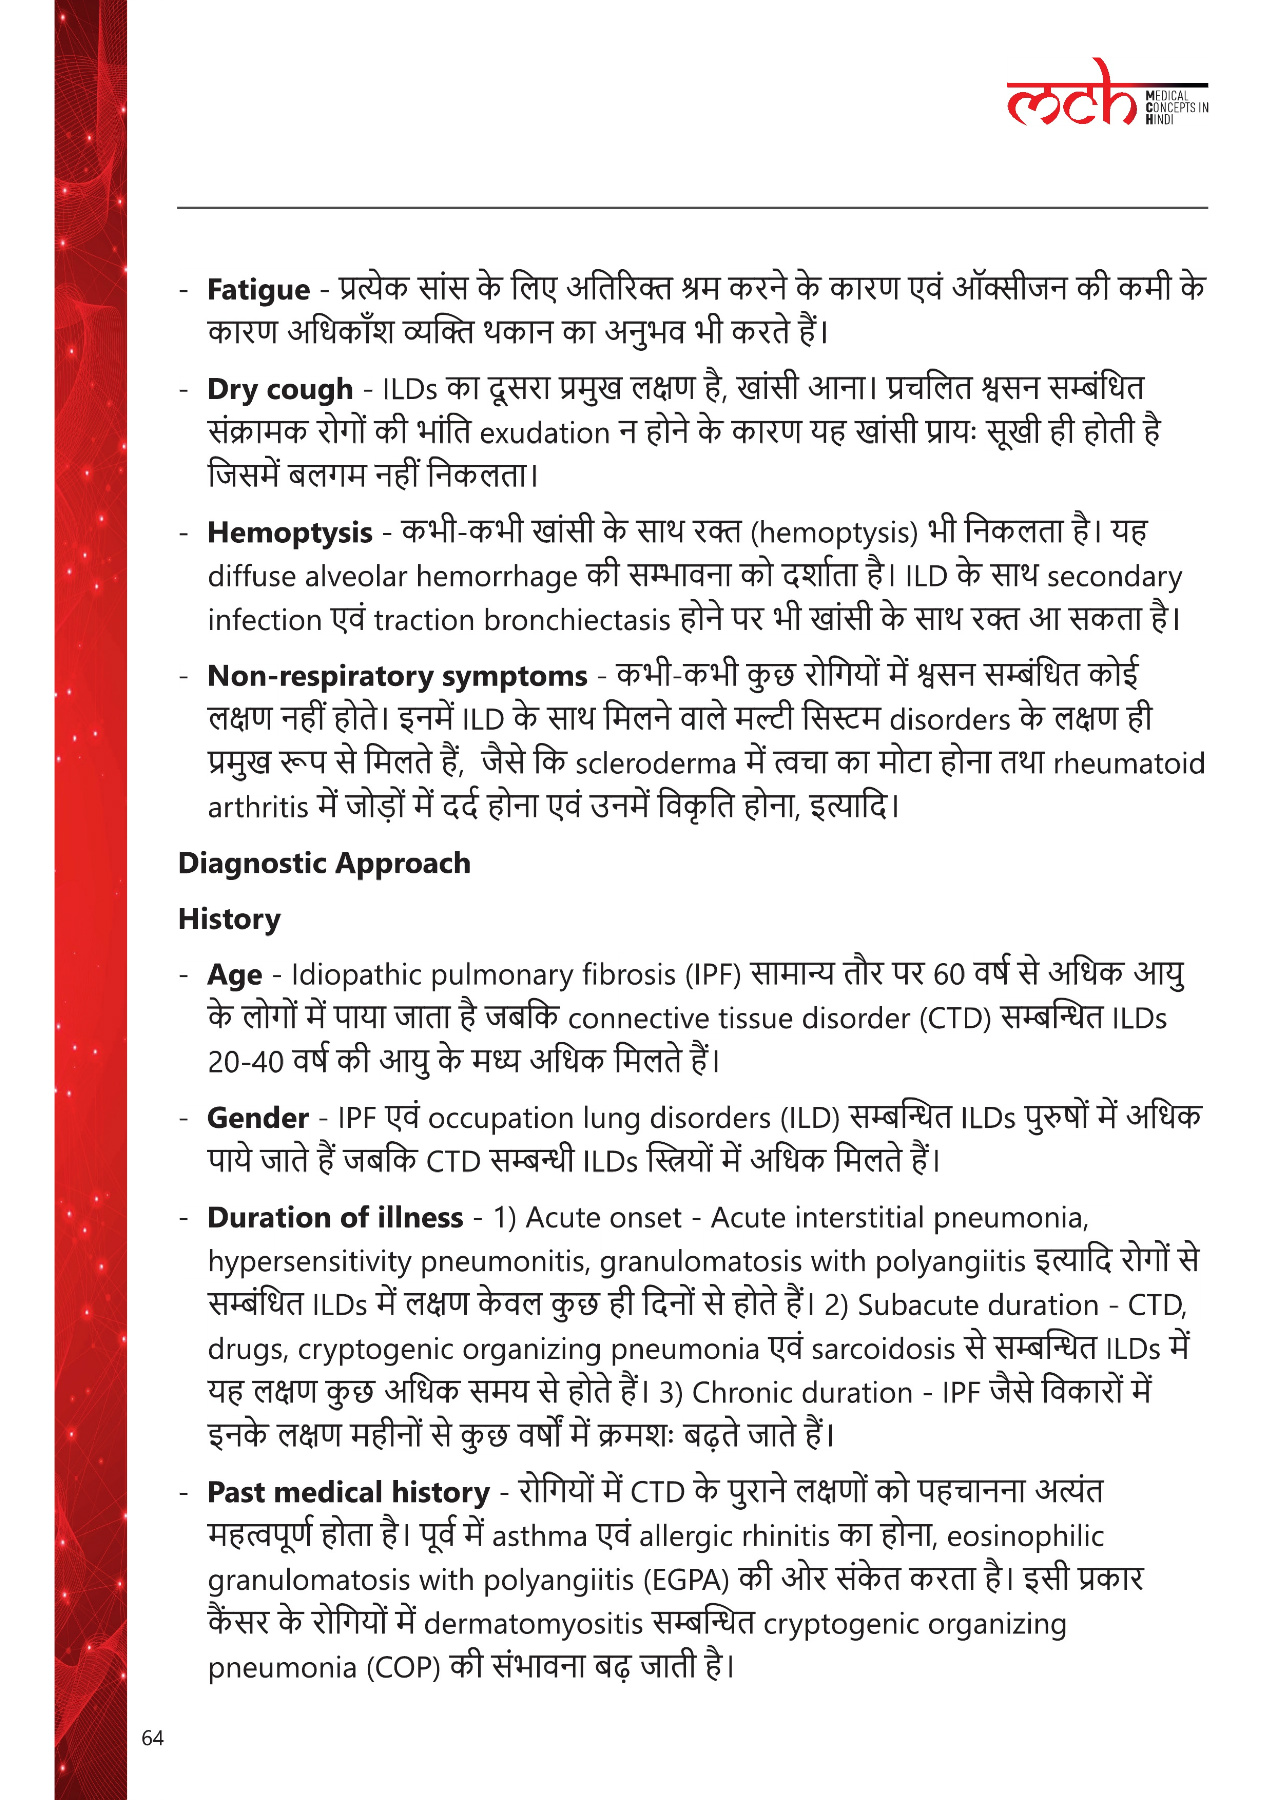 mch MEDICAL
CONCEPTS IN
HINDI
- Fatigue - प्रत्येक सांस के लिए अतिरिक्त श्रम करने के कारण एवं ऑक्सीजन की कमी के
कारण अधिकाँश व्यक्ति थकान का अनुभव भी करते हैं।
- Dry cough - ILDs का दूसरा प्रमुख लक्षण है, खांसी आना। प्रचलित श्वसन सम्बंधित
संक्रामक रोगों की भांति exudation न होने के कारण यह खांसी प्रायः सूखी ही होती है
जिसमें बलगम नहीं निकलता।
- Hemoptysis - कभी-कभी खांसी के साथ रक्त (hemoptysis) भी निकलता है। यह
diffuse alveolar hemorrhage की सम्भावना को दर्शाता है। ILD के साथ secondary
infection एवं traction bronchiectasis होने पर भी खांसी के साथ रक्त आ सकता है।
- Non-respiratory symptoms - कभी-कभी कुछ रोगियों में श्वसन सम्बंधित कोई
लक्षण नहीं होते। इनमें ILD के साथ मिलने वाले मल्टी सिस्टम disorders के लक्षण ही
प्रमुख रूप से मिलते हैं, जैसे कि scleroderma में त्वचा का मोटा होना तथा rheumatoid
arthritis में जोड़ों में दर्द होना एवं उनमें विकृति होना, इत्यादि।
Diagnostic Approach
History
- Age - Idiopathic pulmonary fibrosis (IPF) सामान्य तौर पर 60 वर्ष से अधिक आयु
के लोगों में पाया जाता है जबकि connective tissue disorder (CTD) सम्बन्धित ILDs
20-40 वर्ष की आयु के मध्य अधिक मिलते हैं।
- Gender - IPF एवं occupation lung disorders (ILD) सम्बन्धित ILDs पुरुषों में अधिक
पाये जाते हैं जबकि CTD सम्बन्धी ILDs स्त्रियों में अधिक मिलते हैं।
- Duration of illness - 1) Acute onset - Acute interstitial pneumonia,
hypersensitivity pneumonitis, granulomatosis with polyangiitis इत्यादि रोगों से
सम्बंधित ILDs में लक्षण केवल कुछ ही दिनों से होते हैं। 2) Subacute duration - CTD,
drugs, cryptogenic organizing pneumonia एवं sarcoidosis से सम्बन्धित ILDs में
यह लक्षण कुछ अधिक समय से होते हैं। 3) Chronic duration - IPF जैसे विकारों में
इनके लक्षण महीनों से कुछ वर्षों में क्रमशः बढ़ते जाते हैं।
- Past medical history - रोगियों में CTD के पुराने लक्षणों को पहचानना अत्यंत
महत्वपूर्ण होता है। पूर्व में asthma एवं allergic rhinitis का होना, eosinophilic
granulomatosis with polyangiitis (EGPA) की ओर संकेत करता है। इसी प्रकार
कैंसर के रोगियों में dermatomyositis सम्बन्धित cryptogenic organizing
pneumonia (COP) की संभावना बढ़ जाती है।
64